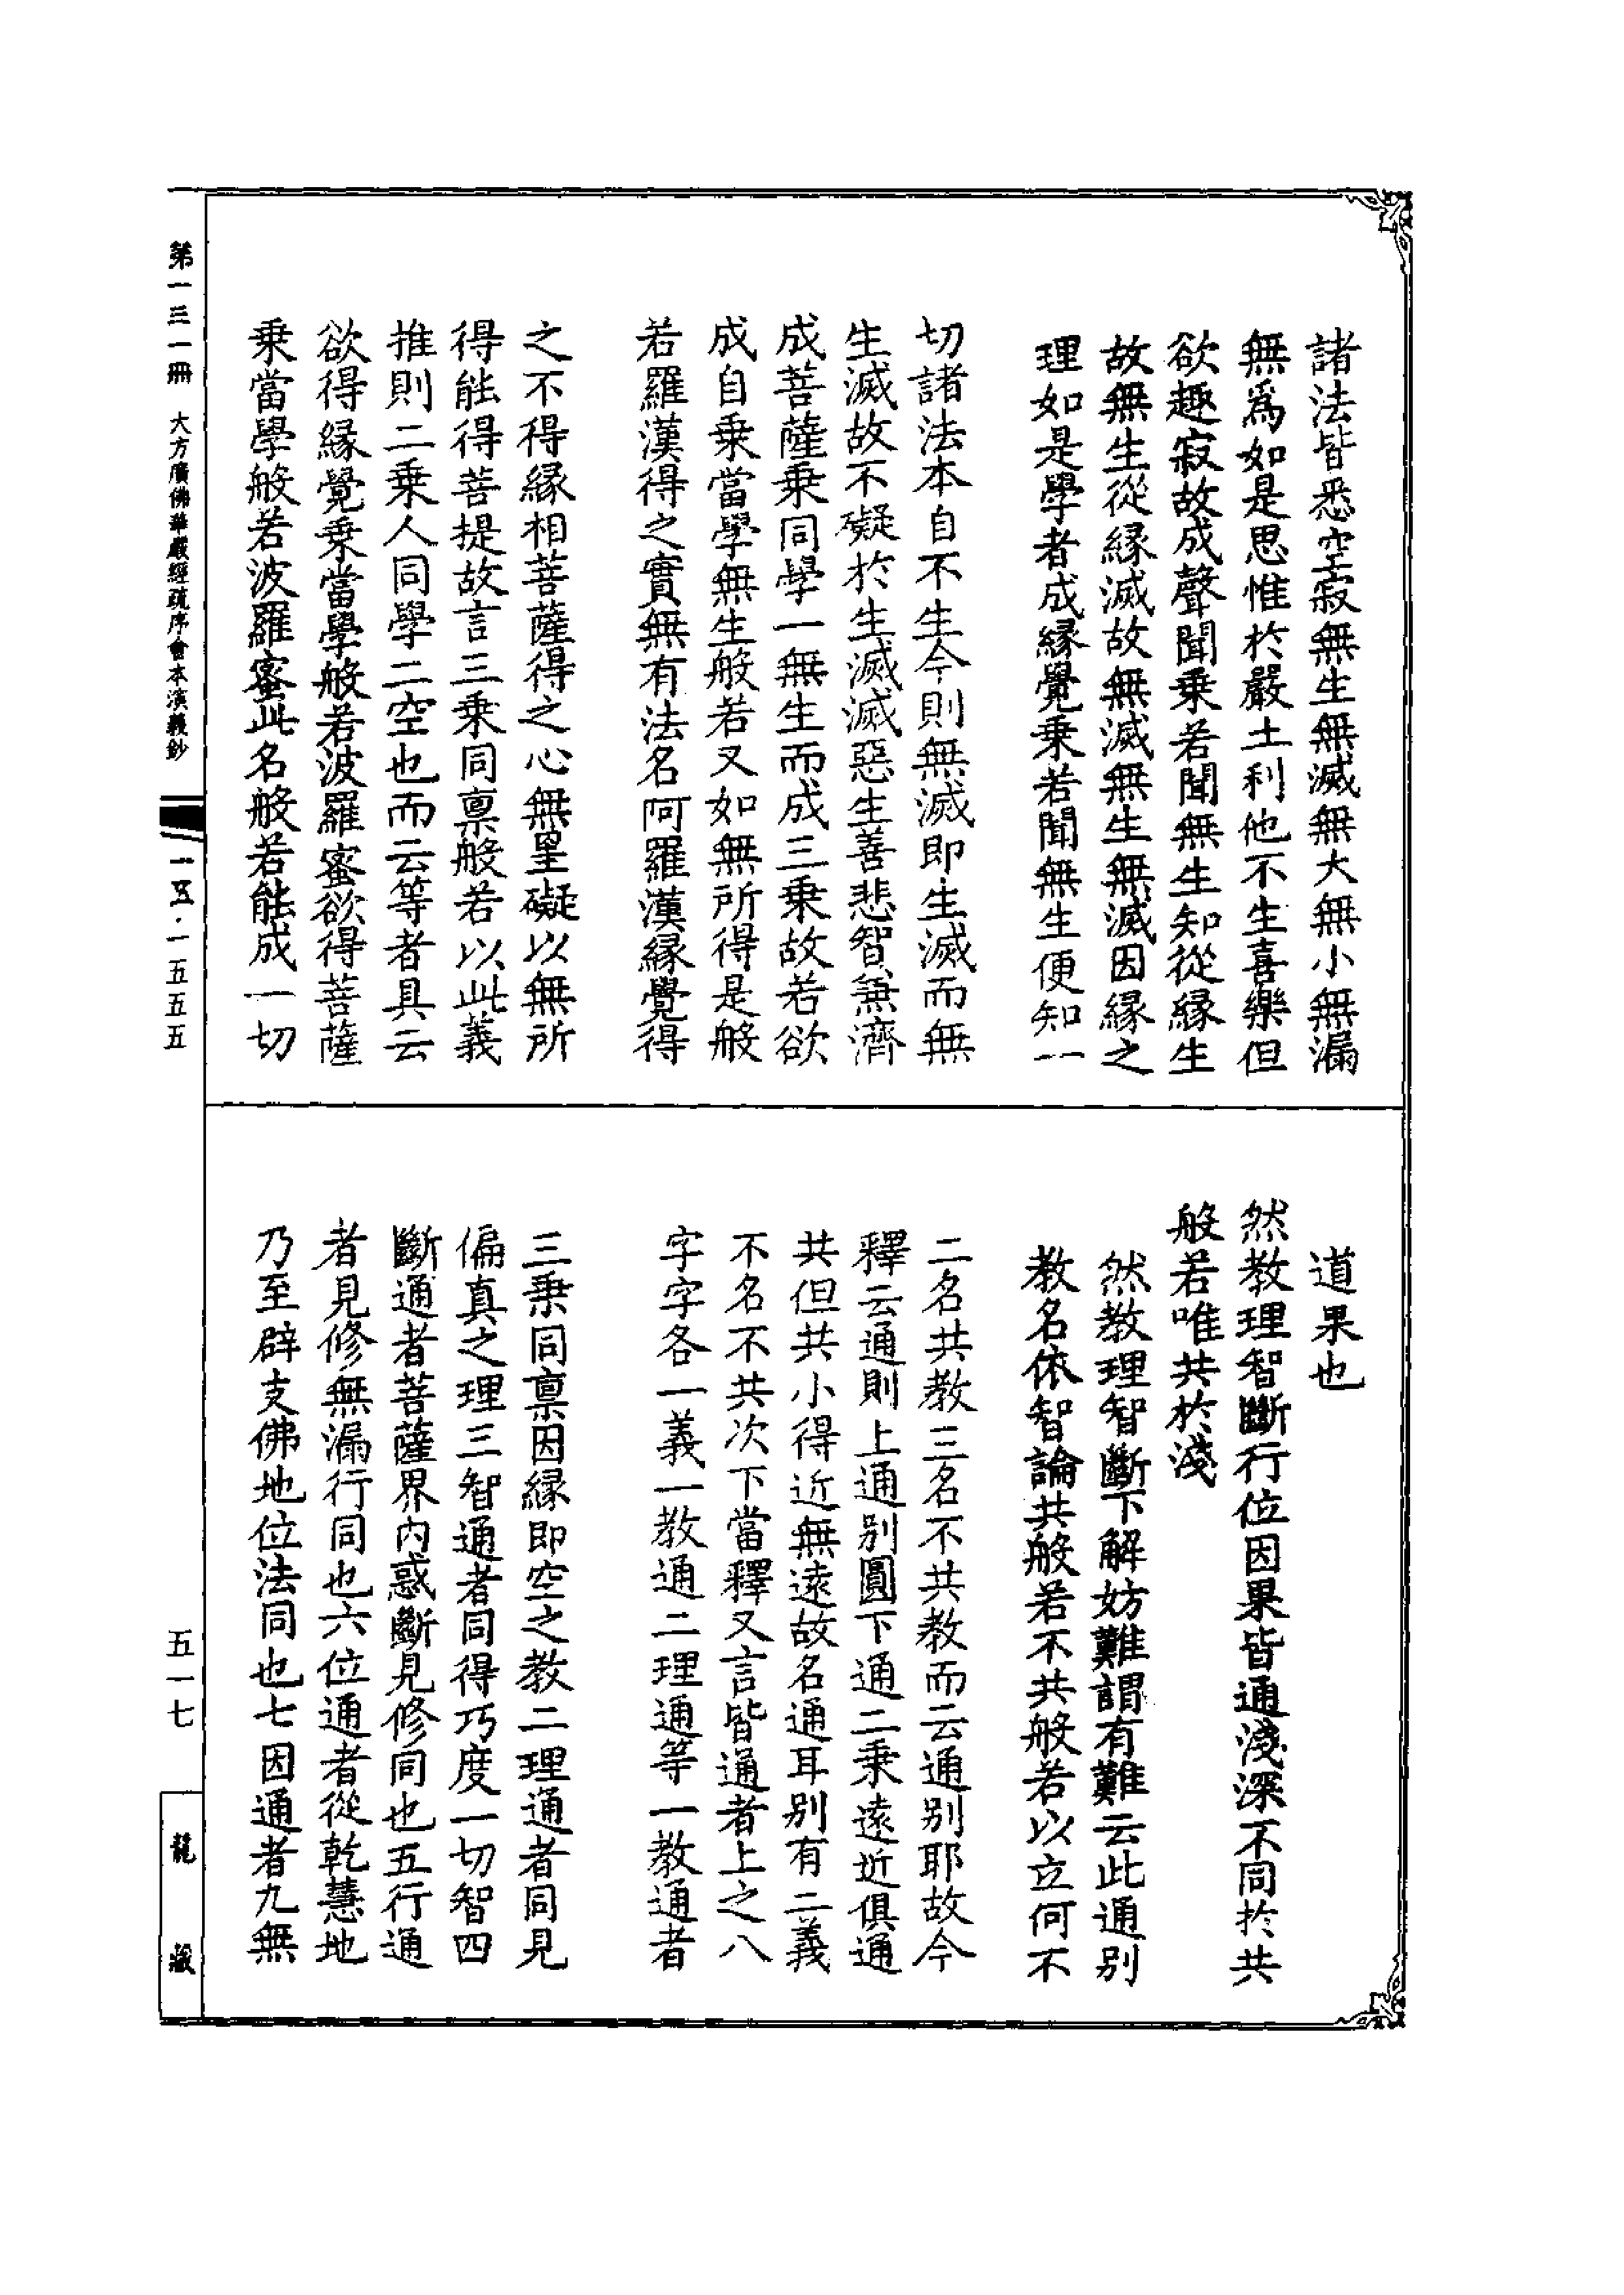 諸法皆悉空寂無生無滅無大無小無漏
無為如是思惟於嚴土利他不生喜樂但
欲趣寂故成聲聞乗若聞無生知從緣生
故無生從緣滅故無滅無生無滅因緣之
理如是學者成緣覺乗若聞無生便知一
切諸法本自不生今則無滅即生滅而無
生滅故不礙於生滅滅惡生善悲智兼濟
成菩薩乗同學一無生而成三乗故若欲
成自乗當學無生般若又如無所得是般
若羅漢得之實無有法名阿羅漢緣覺得
之不得緣相菩薩得之心無罣礙以無所
得能得菩提故言三乗同稟般若以此義
推則二乗人同學二空也而云等者具云
欲得緣覺乗當學般若波羅蜜欲得菩薩
乗當學般若波羅蜜此名般若能成一切
道果也
然教理智斷行位因果皆通淺深不同於共
般若唯共於淺
然教理智斷下解妨難謂有難云此通別
教名依智論共般若不共般若以立何不
二名共教三名不共教而云通別耶故今
釋云通則上通別圓下通二乗遠近俱通
共但共小得近無遠故名通耳別有二義
不名不共次下當釋又言皆通者上之八
字字各一義一教通二理通等一教通者
三乗同稟因緣即空之教二理通者同見
偏真之理三智通者同得巧度一切智四
斷通者菩薩界內惑斷見修同也五行通
者見修無漏行同也六位通者從乾慧地
乃至辟支佛地位法同也七因通者九無
第一三一冊 大方廣佛華嚴經疏序會本演義鈔
一五·一五五五
五一七
龍藏